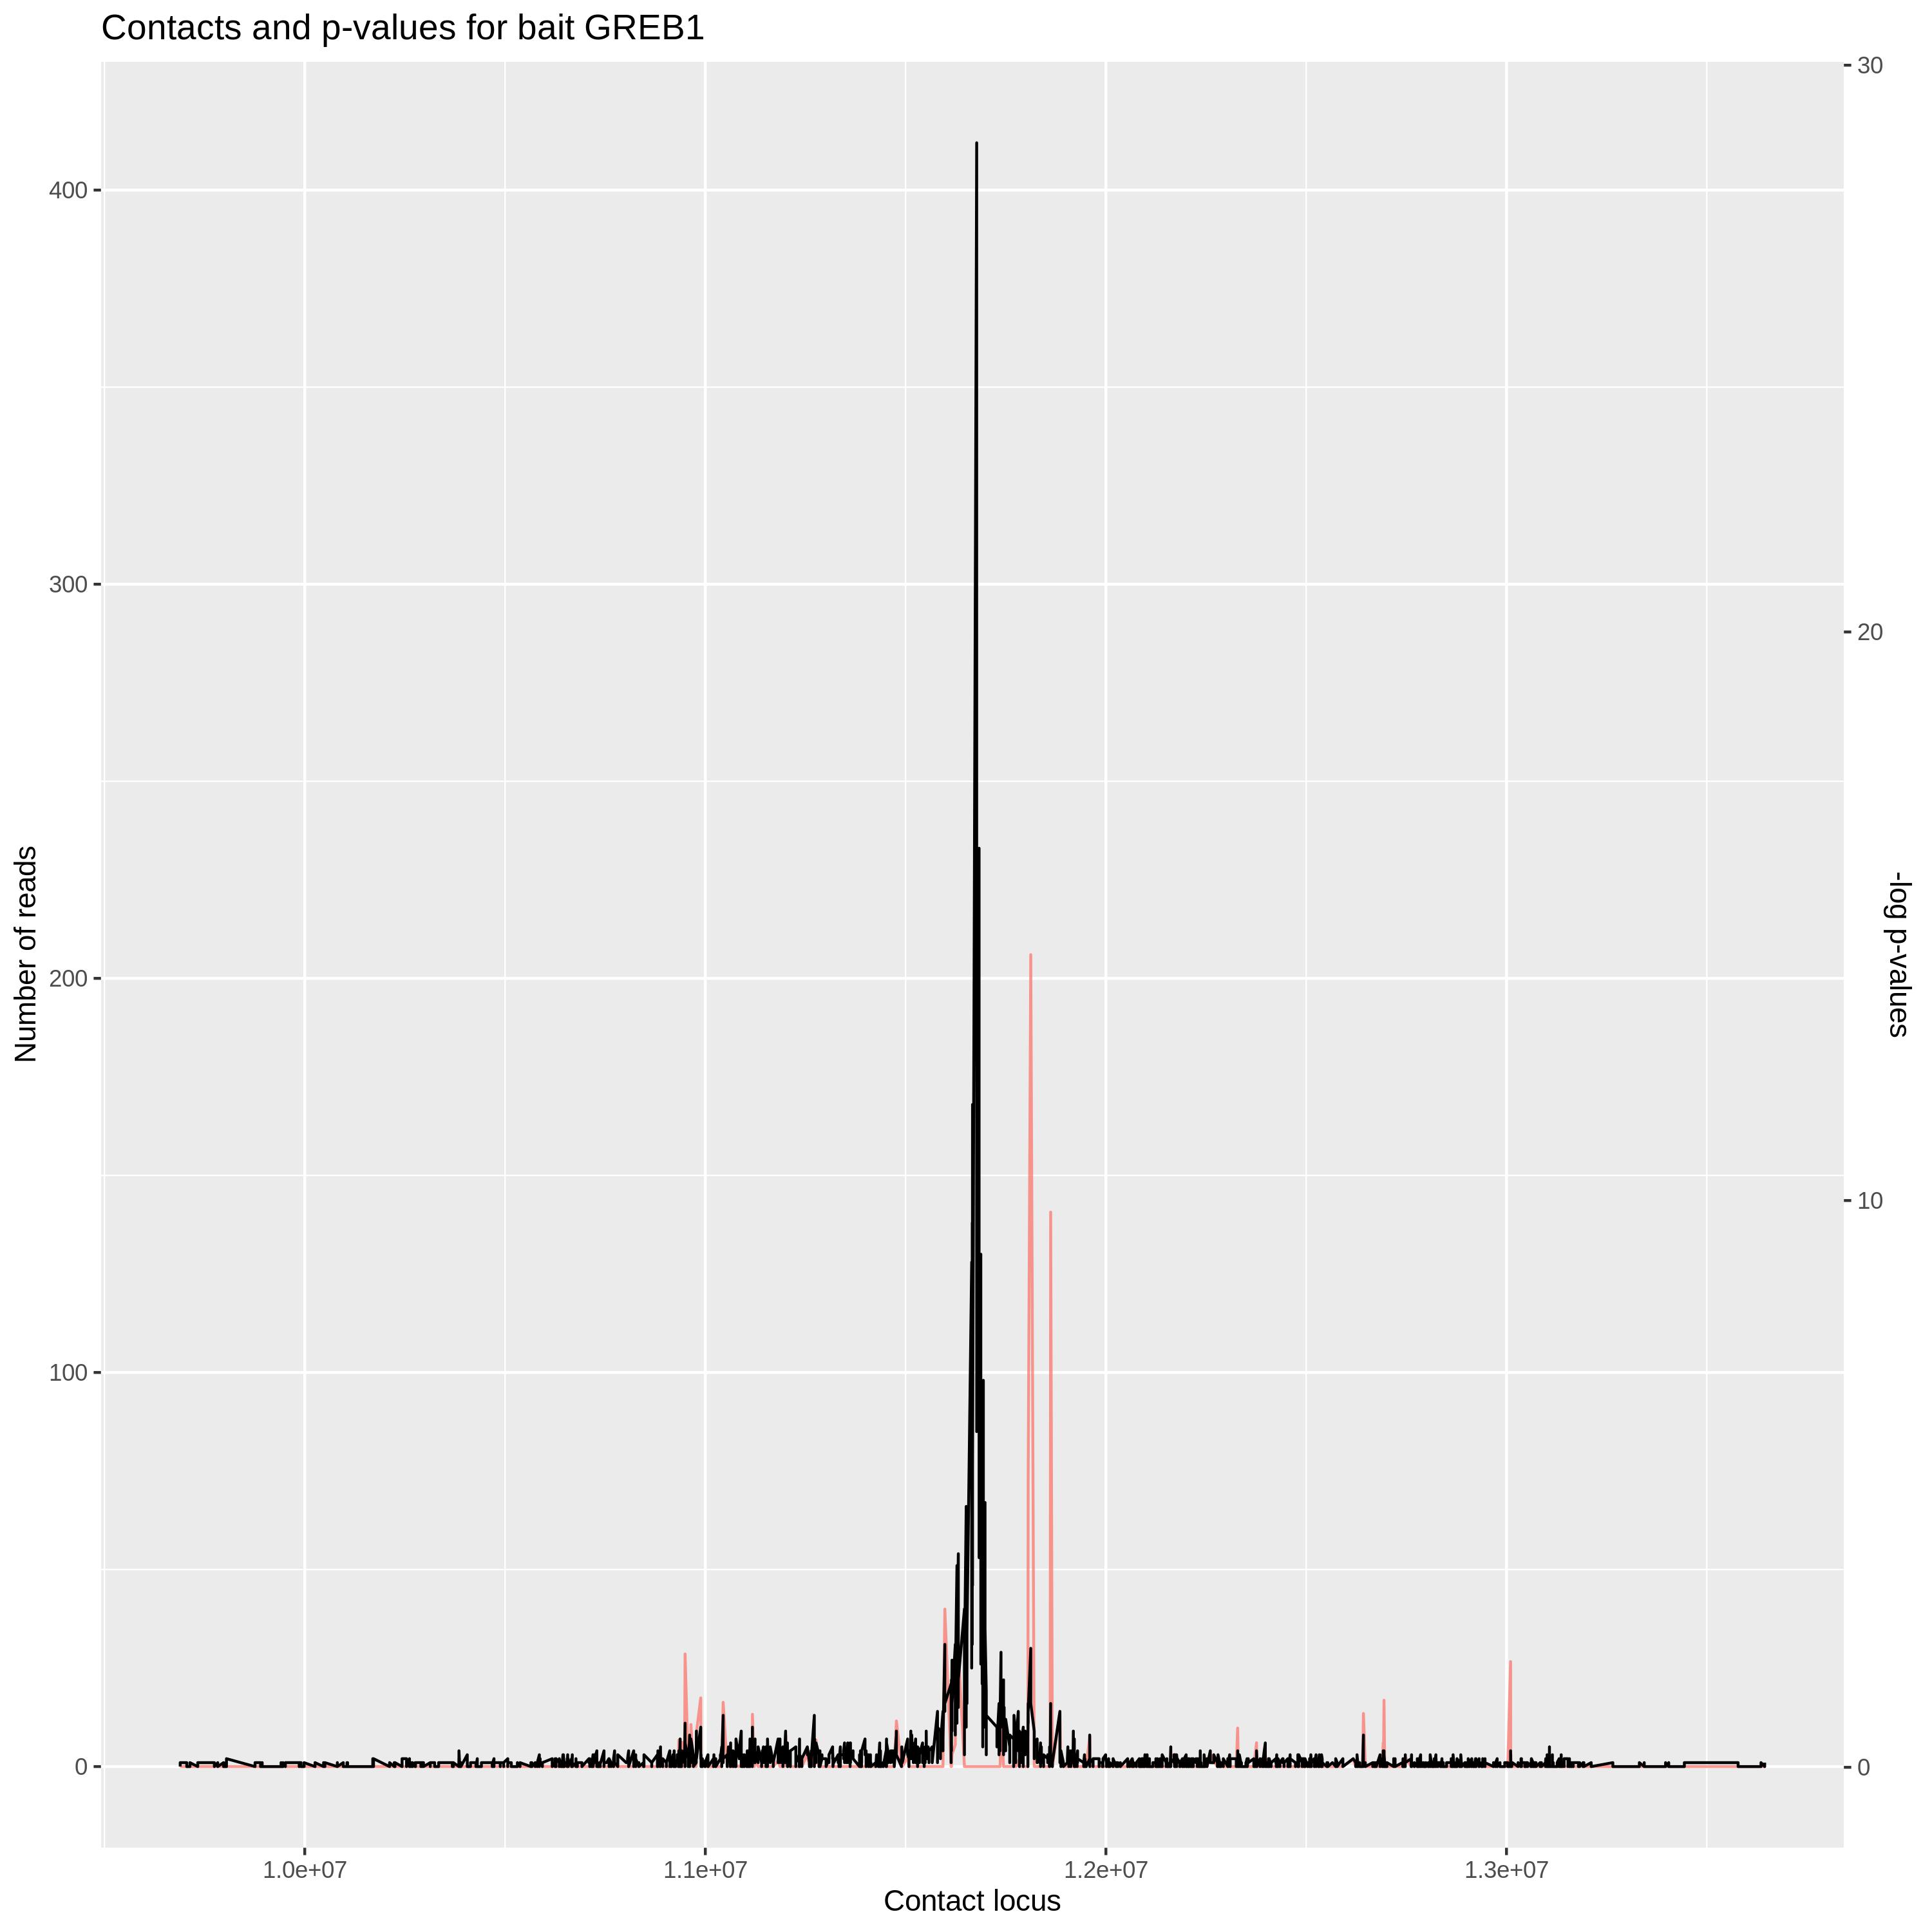 Contacts and p-values for bait GREB1
Number of reads
400
300
200
100
0
30
20
10
0
-log p-values
1.0e+07
1.1e+07
1.2e+07
1.3e+07
Contact locus